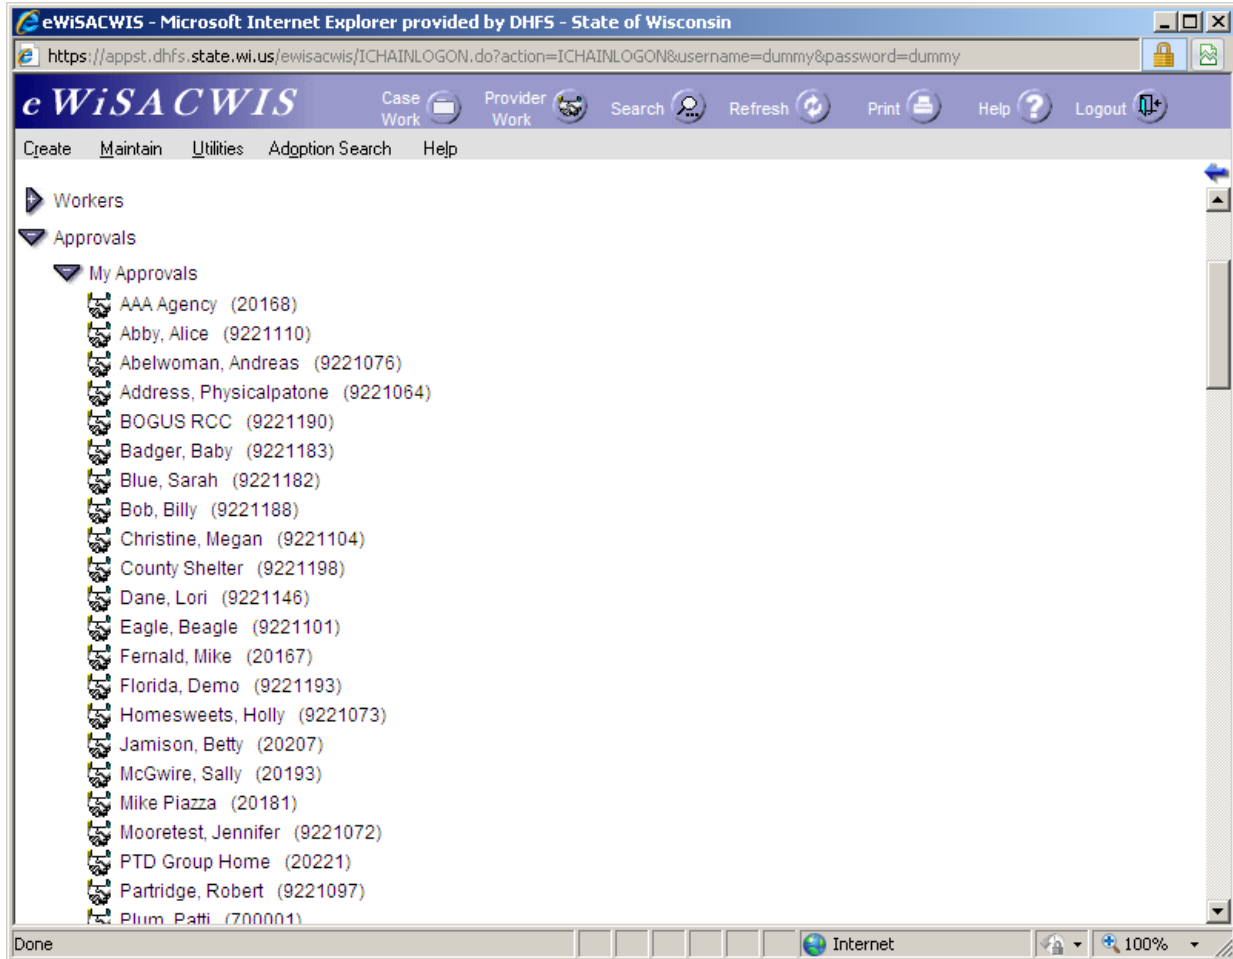 eWiSACWIS - Microsoft Internet Explorer provided by DHFS - State of Wisconsin
https://appst.dhfs.state.wi.us/ewisacwis/ICHAINLOGON.do?action=ICHAINLOGON&username=dummy&password=dummy
e WiSACWIS Case Work Provider Work Search Refresh Print Help Logout
Create Maintain Utilities Adoption Search Help
Workers
Approvals
My Approvals
AAA Agency (20168)
Abby, Alice (9221110)
Abelwoman, Andreas (9221076)
Address, Physicalpatone (9221064)
BOGUS RCC (9221190)
Badger, Baby (9221183)
Blue, Sarah (9221182)
Bob, Billy (9221188)
Christine, Megan (9221104)
County Shelter (9221198)
Dane, Lori (9221146)
Eagle, Beagle (9221101)
Fernald, Mike (20167)
Florida, Demo (9221193)
Homesweets, Holly (9221073)
Jamison, Betty (20207)
McGwire, Sally (20193)
Mike Piazza (20181)
Mooretest, Jennifer (9221072)
PTD Group Home (20221)
Partridge, Robert (9221097)
Plum, Patti (700001)
Done Internet 100%